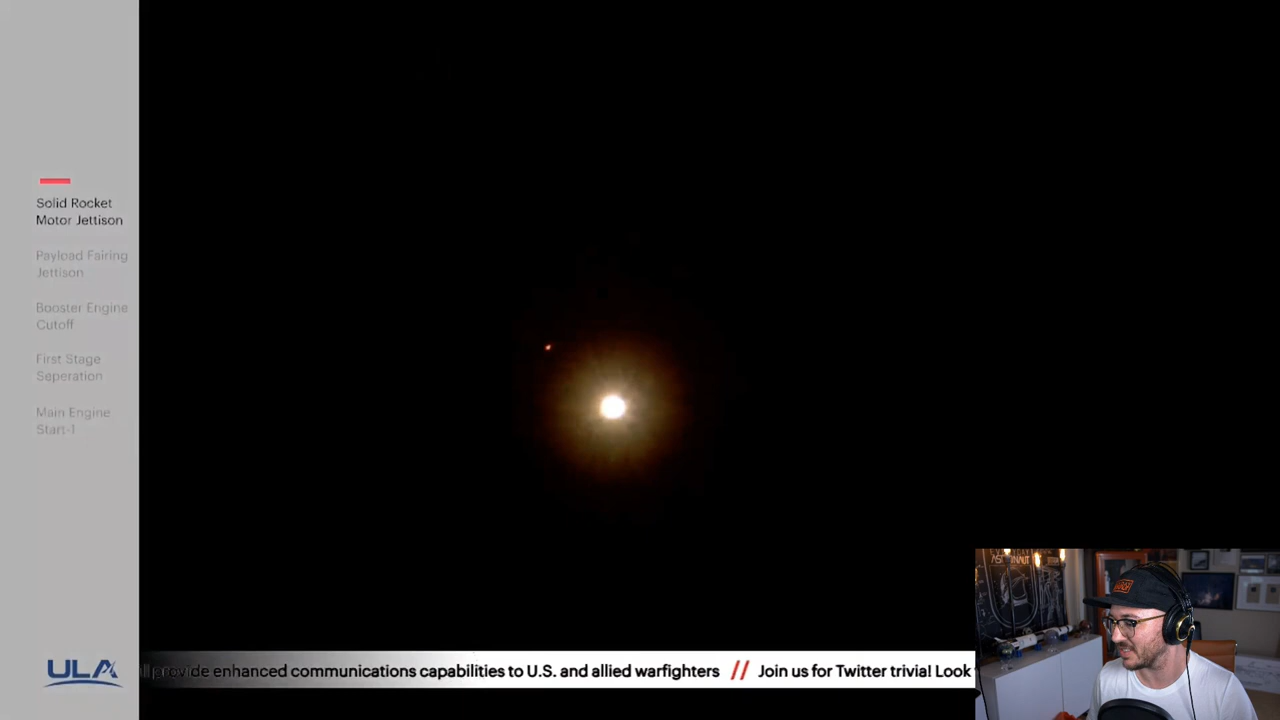 Solid Rocket
Motor Jettison
Payload Fairing
Jettison
Booster Engine
Cutoff
First Stage
Seperation
Main Engine
Start-1
ULA
provide enhanced communications capabilities to U.S. and allied warfighters // Join us for Twitter trivia! Look